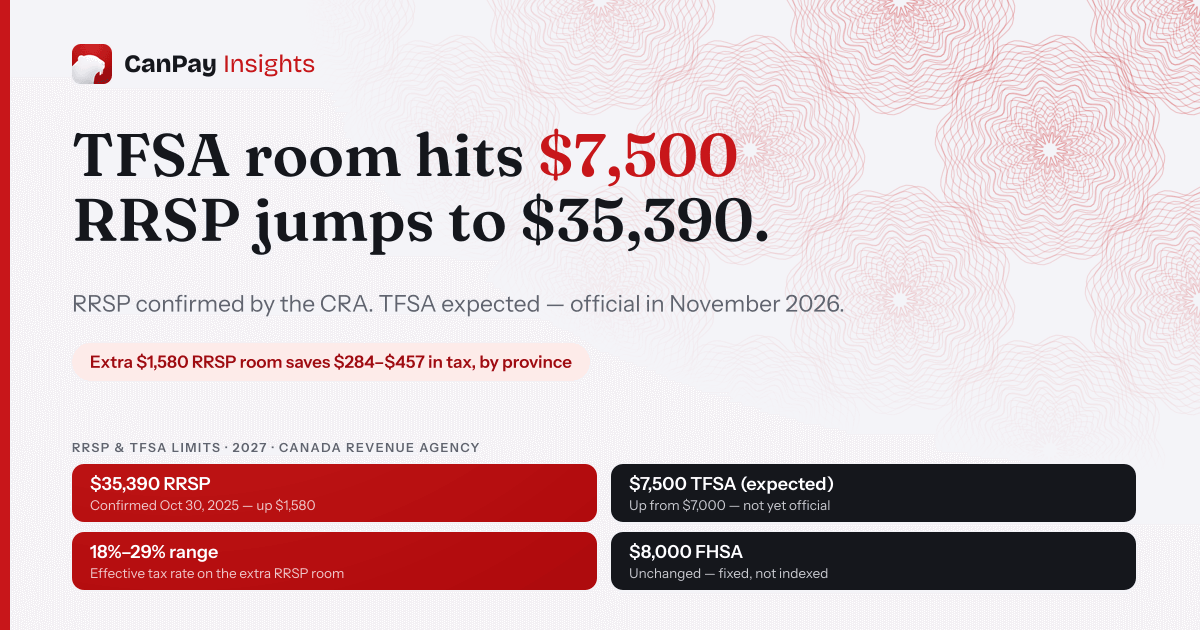 CanPay Insights
TFSA room hits $7,500
RRSP jumps to $35,390.
RRSP confirmed by the CRA. TFSA expected — official in November 2026.
Extra $1,580 RRSP room saves $284–$457 in tax, by province
RRSP & TFSA LIMITS · 2027 · CANADA REVENUE AGENCY
$35,390 RRSP
Confirmed Oct 30, 2025 — up $1,580
$7,500 TFSA (expected)
Up from $7,000 — not yet official
18%–29% range
Effective tax rate on the extra RRSP room
$8,000 FHSA
Unchanged — fixed, not indexed